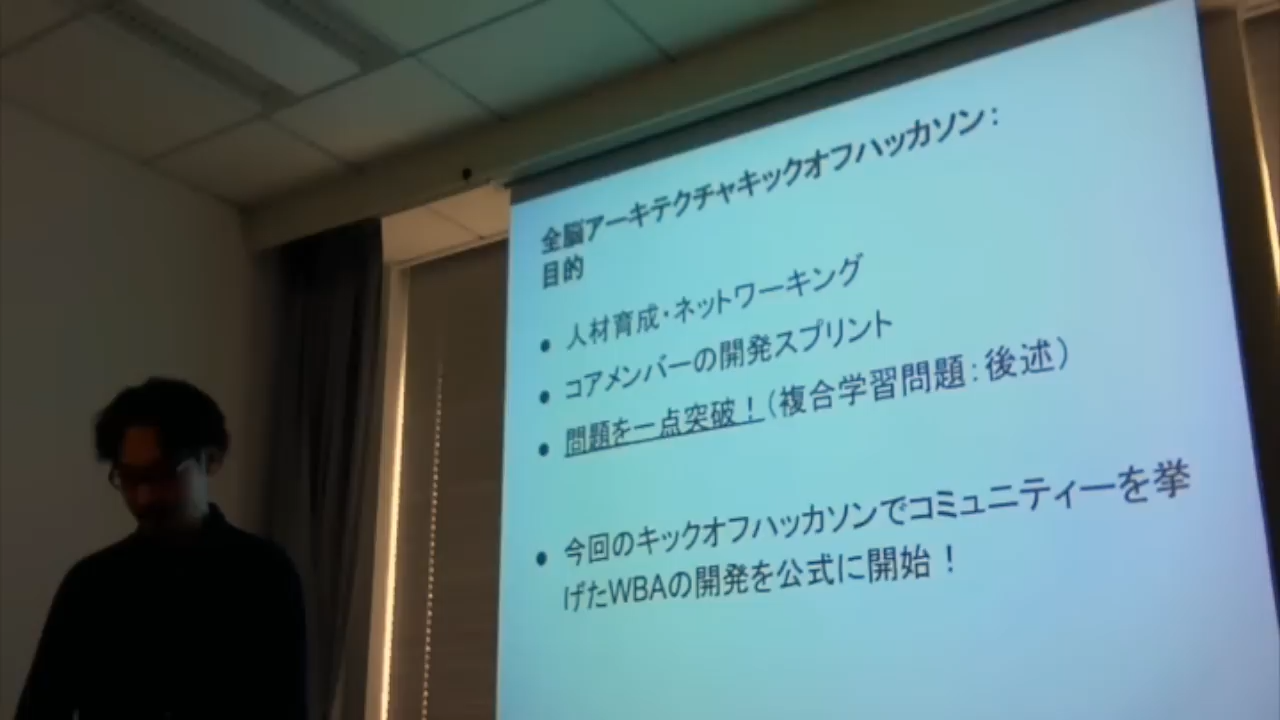 全脳アーキテクチャキックオフハッカソン：
目的
● 人材育成・ネットワーキング
● コアメンバーの開発スプリント
● 問題を一点突破！（複合学習問題：後述）
● 今回のキックオフハッカソンでコミュニティーを挙
げたWBAの開発を公式に開始！